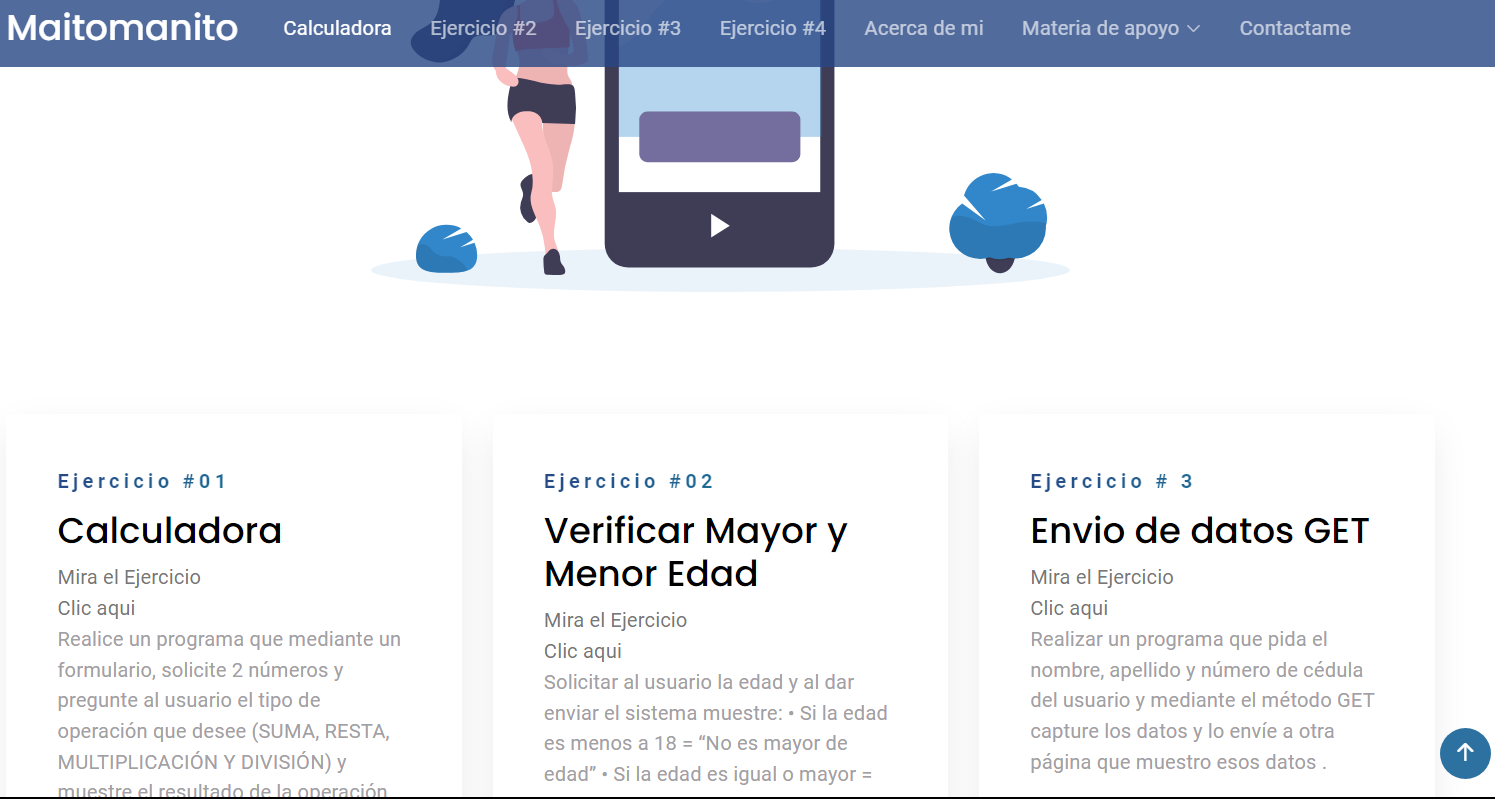 Maitomanito Calculadora Ejercicio #2 Ejercicio #3 Ejercicio #4 Acerca de mi Materia de apoyo Contactame
Ejercicio #01
Calculadora
Mira el Ejercicio
Clic aqui
Realice un programa que mediante un
formulario, solicite 2 números y
pregunte al usuario el tipo de
operación que desee (SUMA, RESTA,
MULTIPLICACIÓN Y DIVISIÓN) y
muestre el resultado de la operación
Ejercicio #02
Verificar Mayor y
Menor Edad
Mira el Ejercicio
Clic aqui
Solicitar al usuario la edad y al dar
enviar el sistema muestre: • Si la edad
es menos a 18 = “No es mayor de
edad” • Si la edad es igual o mayor =
Ejercicio # 3
Envio de datos GET
Mira el Ejercicio
Clic aqui
Realizar un programa que pida el
nombre, apellido y número de cédula
del usuario y mediante el método GET
capture los datos y lo envíe a otra
página que muestro esos datos .